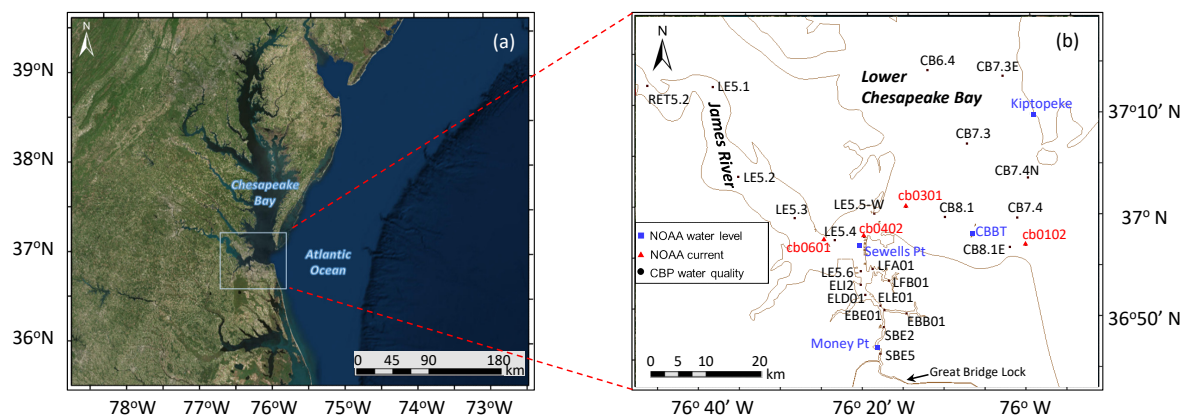 N
(a)
39°N
38°N
37°N
36°N
Chesapeake
Bay
Atlantic
Ocean
0 45 90 180
km
78°W 77°W 76°W 75°W 74°W 73°W
N
(b)
CB6.4
CB7.3E
Lower
Chesapeake Bay
LE5.1
RET5.2
Kiptopeke
37°10′ N
James River
CB7.3
LE5.2
CB7.4N
cb0301
LE5.5-W
LE5.3
CB8.1
CB7.4
37° N
NOAA water level
NOAA current
CBP water quality
LE5.4
cb0402
CBBT
cb0102
cb0601
Sewells Pt
CB8.1E
LFA01
LE5.6
LFB01
ELI2
ELD01
ELE01
EBE01
EBB01
36°50′ N
SBE2
Money Pt
SBE5
Great Bridge Lock
0 5 10 20
km
76° 40′ W 76°20′ W 76° W